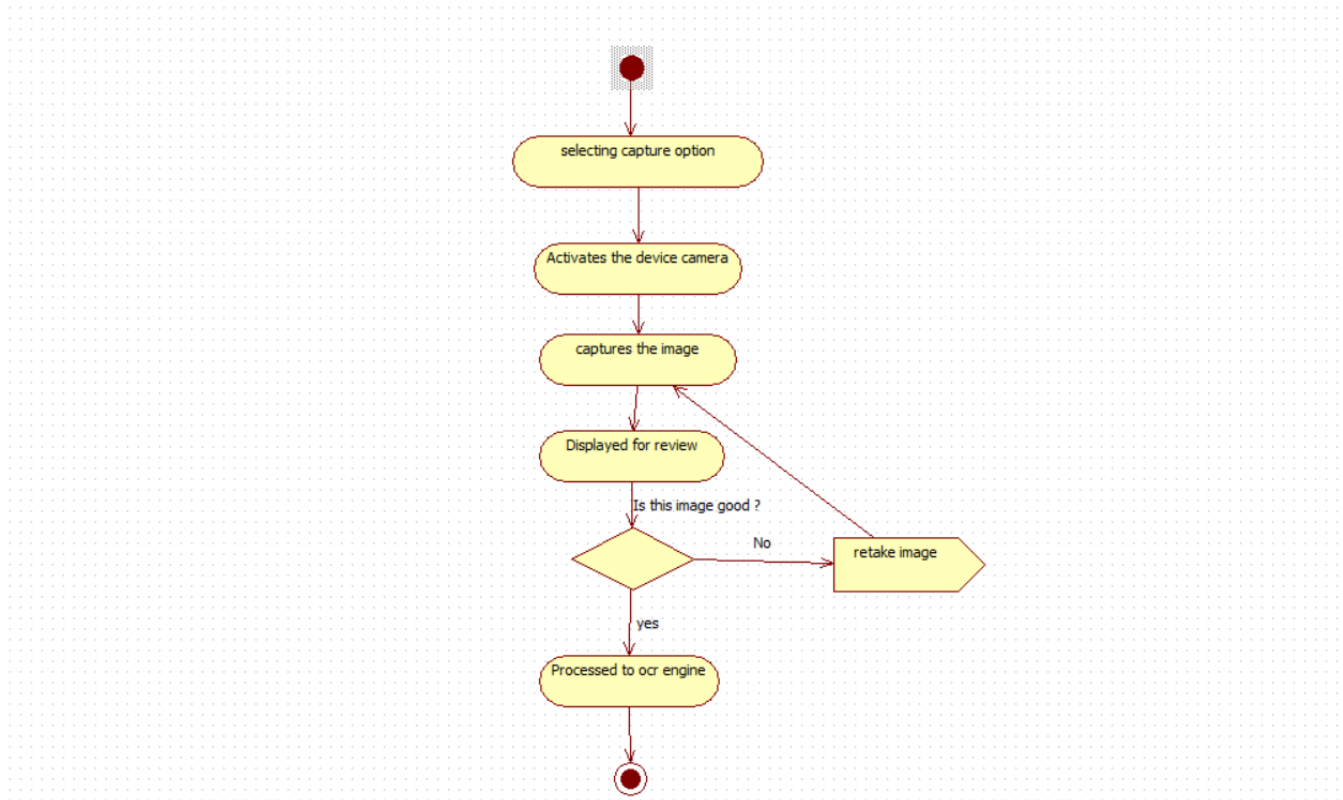 selecting capture option
Activates the device camera
captures the image
Displayed for review
Is this image good ?
No
retake image
yes
Processed to ocr engine